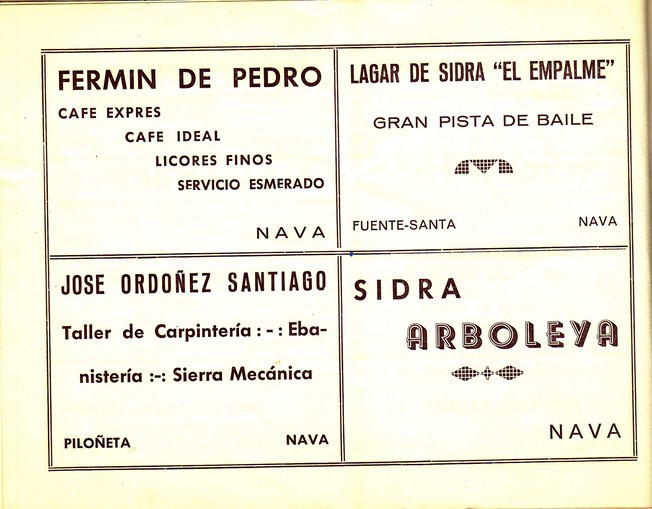 FERMIN DE PEDRO
CAFE EXPRES
CAFE IDEAL
LICORES FINOS
SERVICIO ESMERADO
NAVA
LAGAR DE SIDRA "EL EMPALME"
GRAN PISTA DE BAILE
FUENTE-SANTA NAVA
JOSE ORDOÑEZ SANTIAGO
Taller de Carpintería :-: Eba-
nistería :-: Sierra Mecánica
PILOÑETA NAVA
SIDRA
ARBOLEYA
NAVA